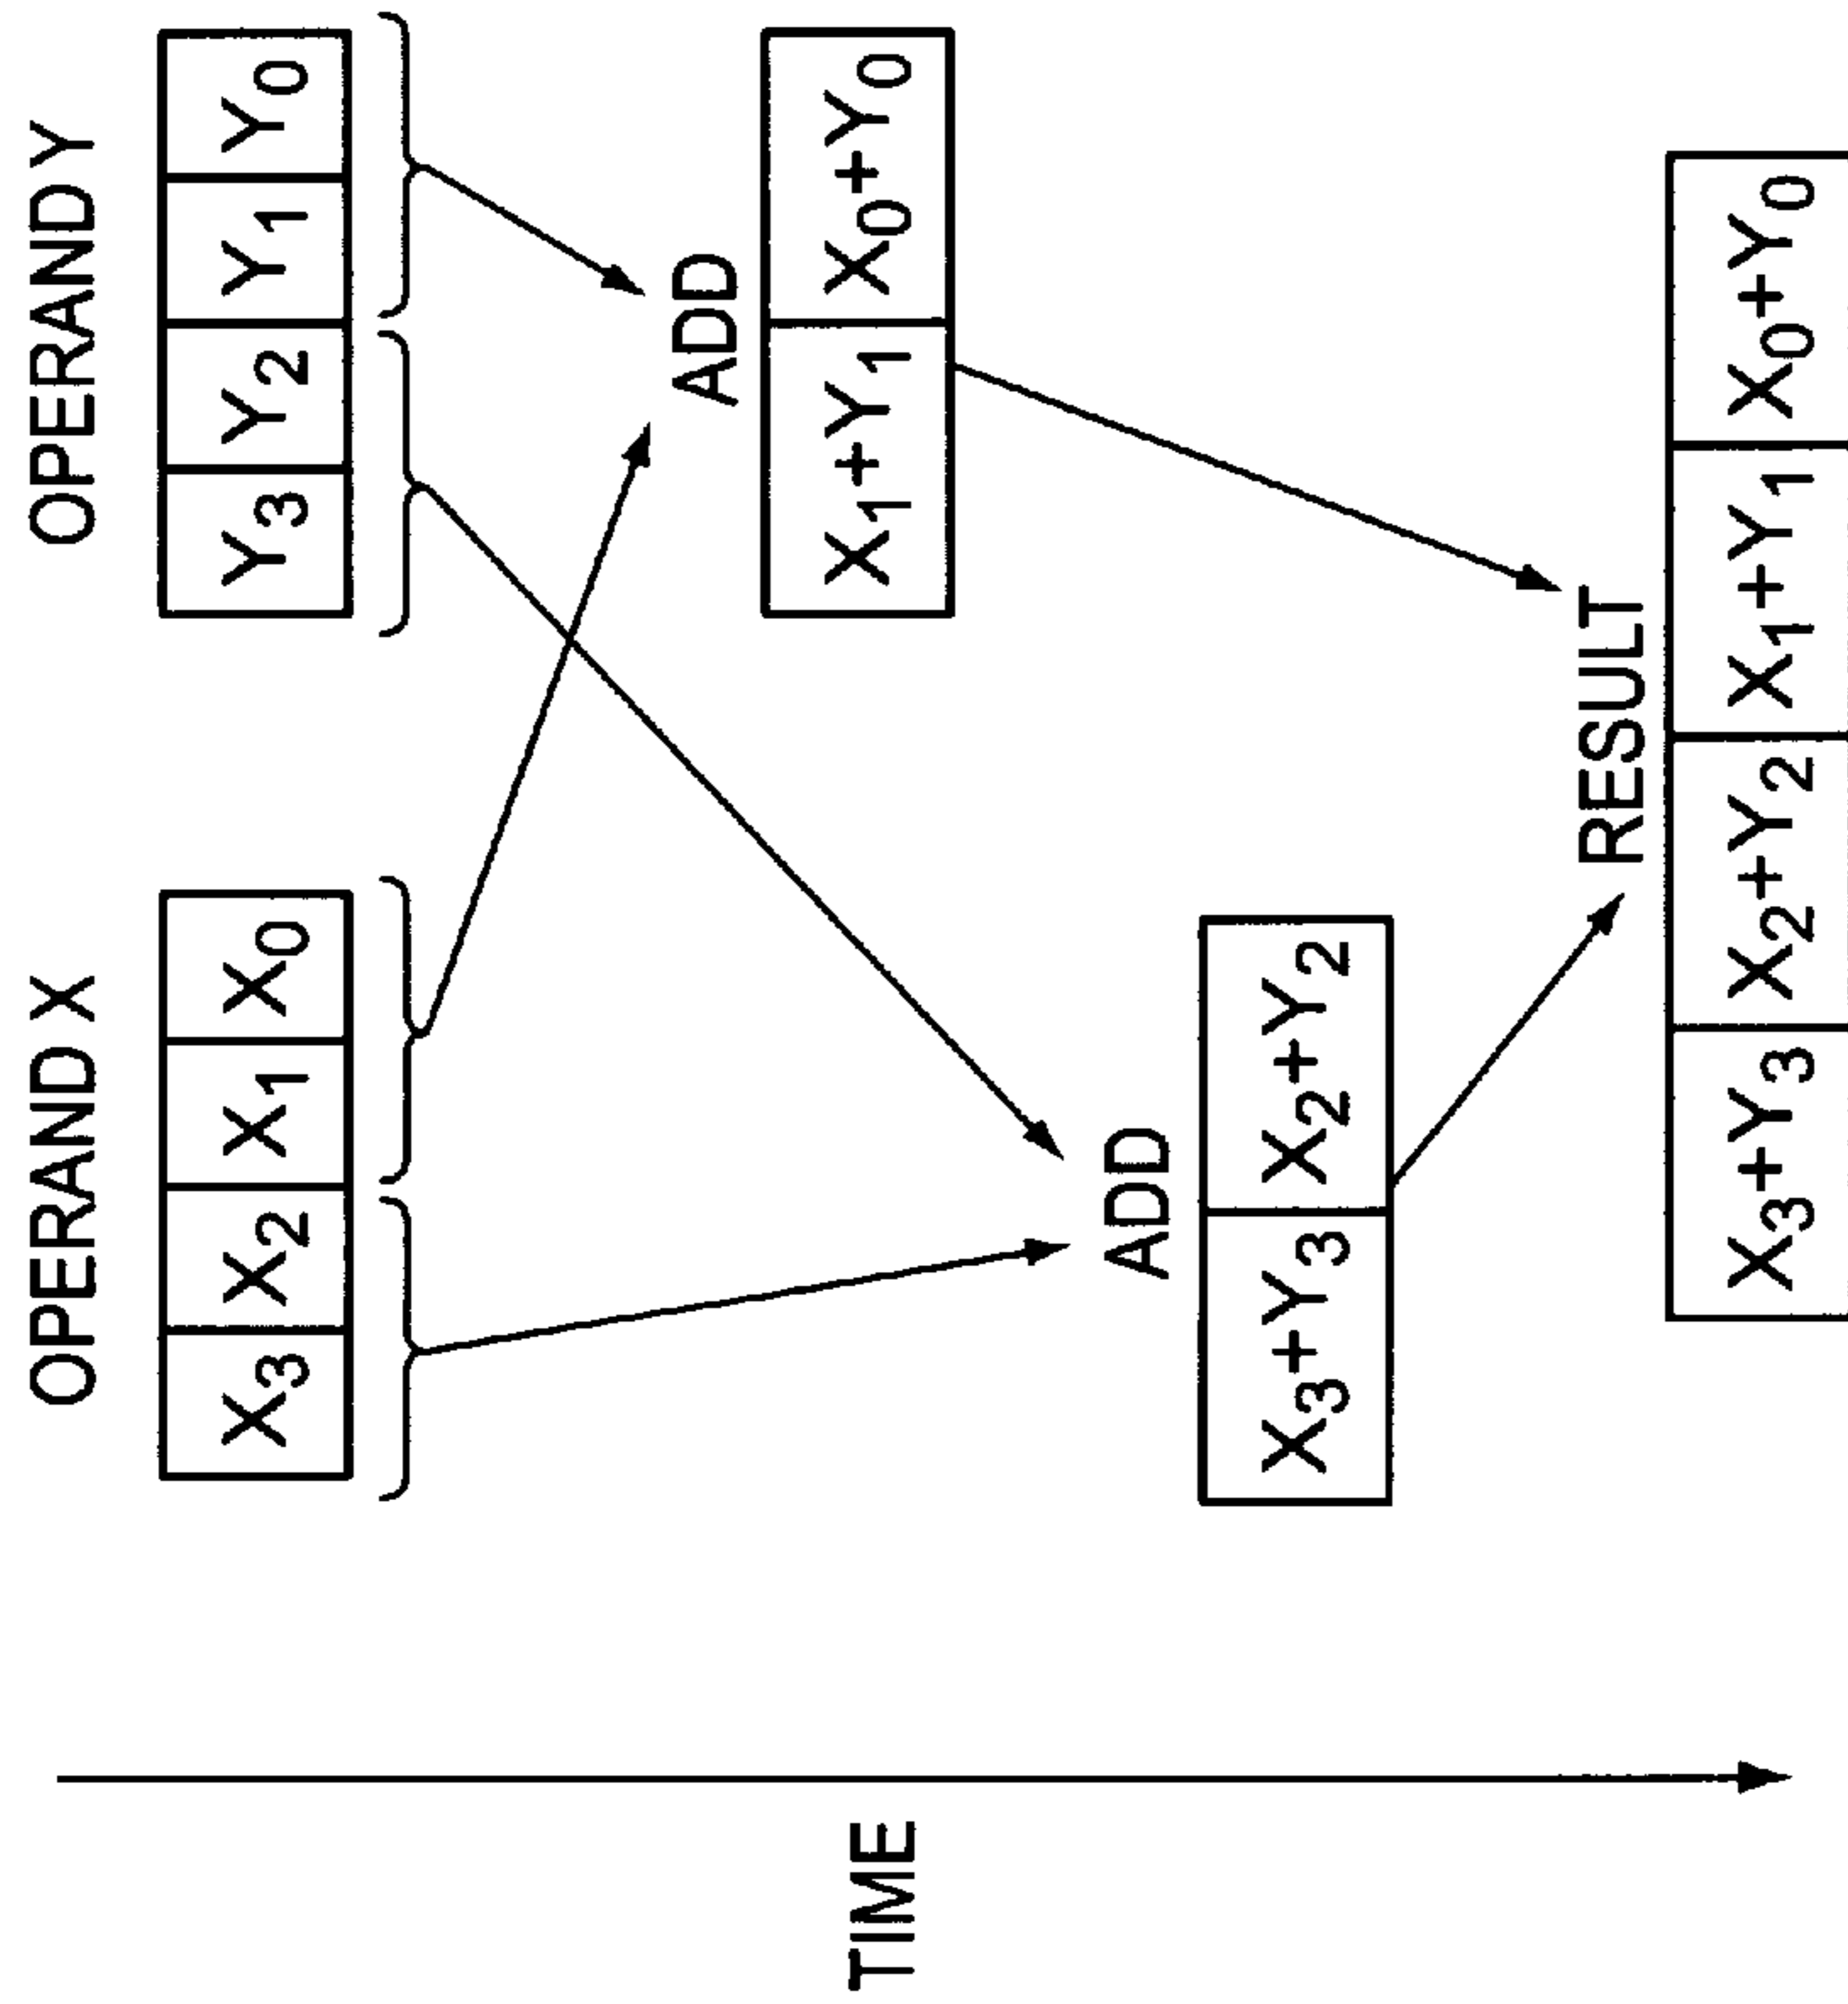 OPERAND X
OPERAND Y
X₃ X₂ X₁ X₀
Y₃ Y₂ Y₁ Y₀
ADD
X₁+Y₁ X₀+Y₀
TIME
ADD
X₃+Y₃ X₂+Y₂
RESULT
X₃+Y₃ X₂+Y₂ X₁+Y₁ X₀+Y₀